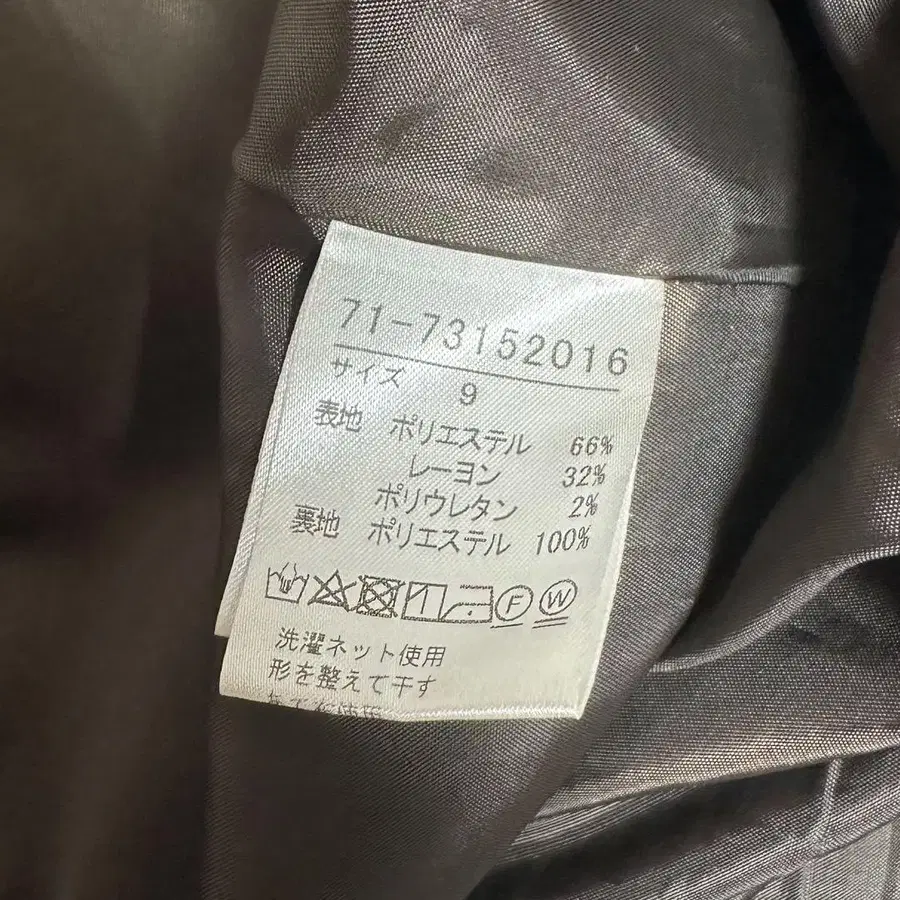 71-73152016
サイズ 9
表地 ポリエステル 66%
レーヨン 32%
ポリウレタン 2%
裏地 ポリエステル 100%
F W
洗濯ネット使用
形を整えて干す